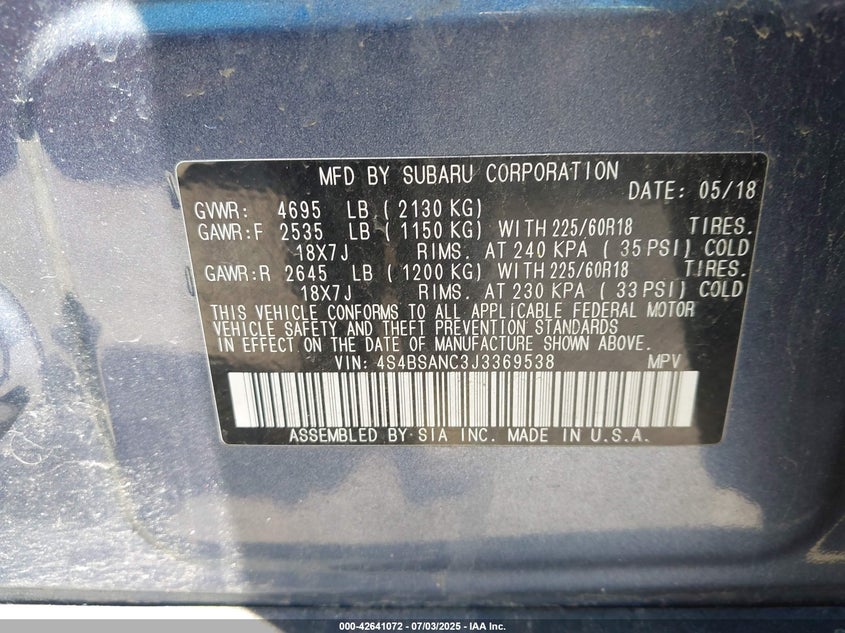 MFD BY SUBARU CORPORATION
DATE: 05/18
GVWR: 4695 LB ( 2130 KG)
GAWR:F 2535 LB ( 1150 KG) WITH 225/60R18 TIRES.
18X7J RIMS. AT 240 KPA ( 35 PSI) COLD
GAWR:R 2645 LB ( 1200 KG) WITH 225/60R18 TIRES.
18X7J RIMS. AT 230 KPA ( 33 PSI) COLD
THIS VEHICLE CONFORMS TO ALL APPLICABLE FEDERAL MOTOR
VEHICLE SAFETY AND THEFT PREVENTION STANDARDS
IN EFFECT ON THE DATE OF MANUFACTURE SHOWN ABOVE.
VIN: 4S4BSANC3J3369538 MPV
ASSEMBLED BY SIA INC. MADE IN U.S.A.
000-42641072 - 07/03/2025 - IAA Inc.